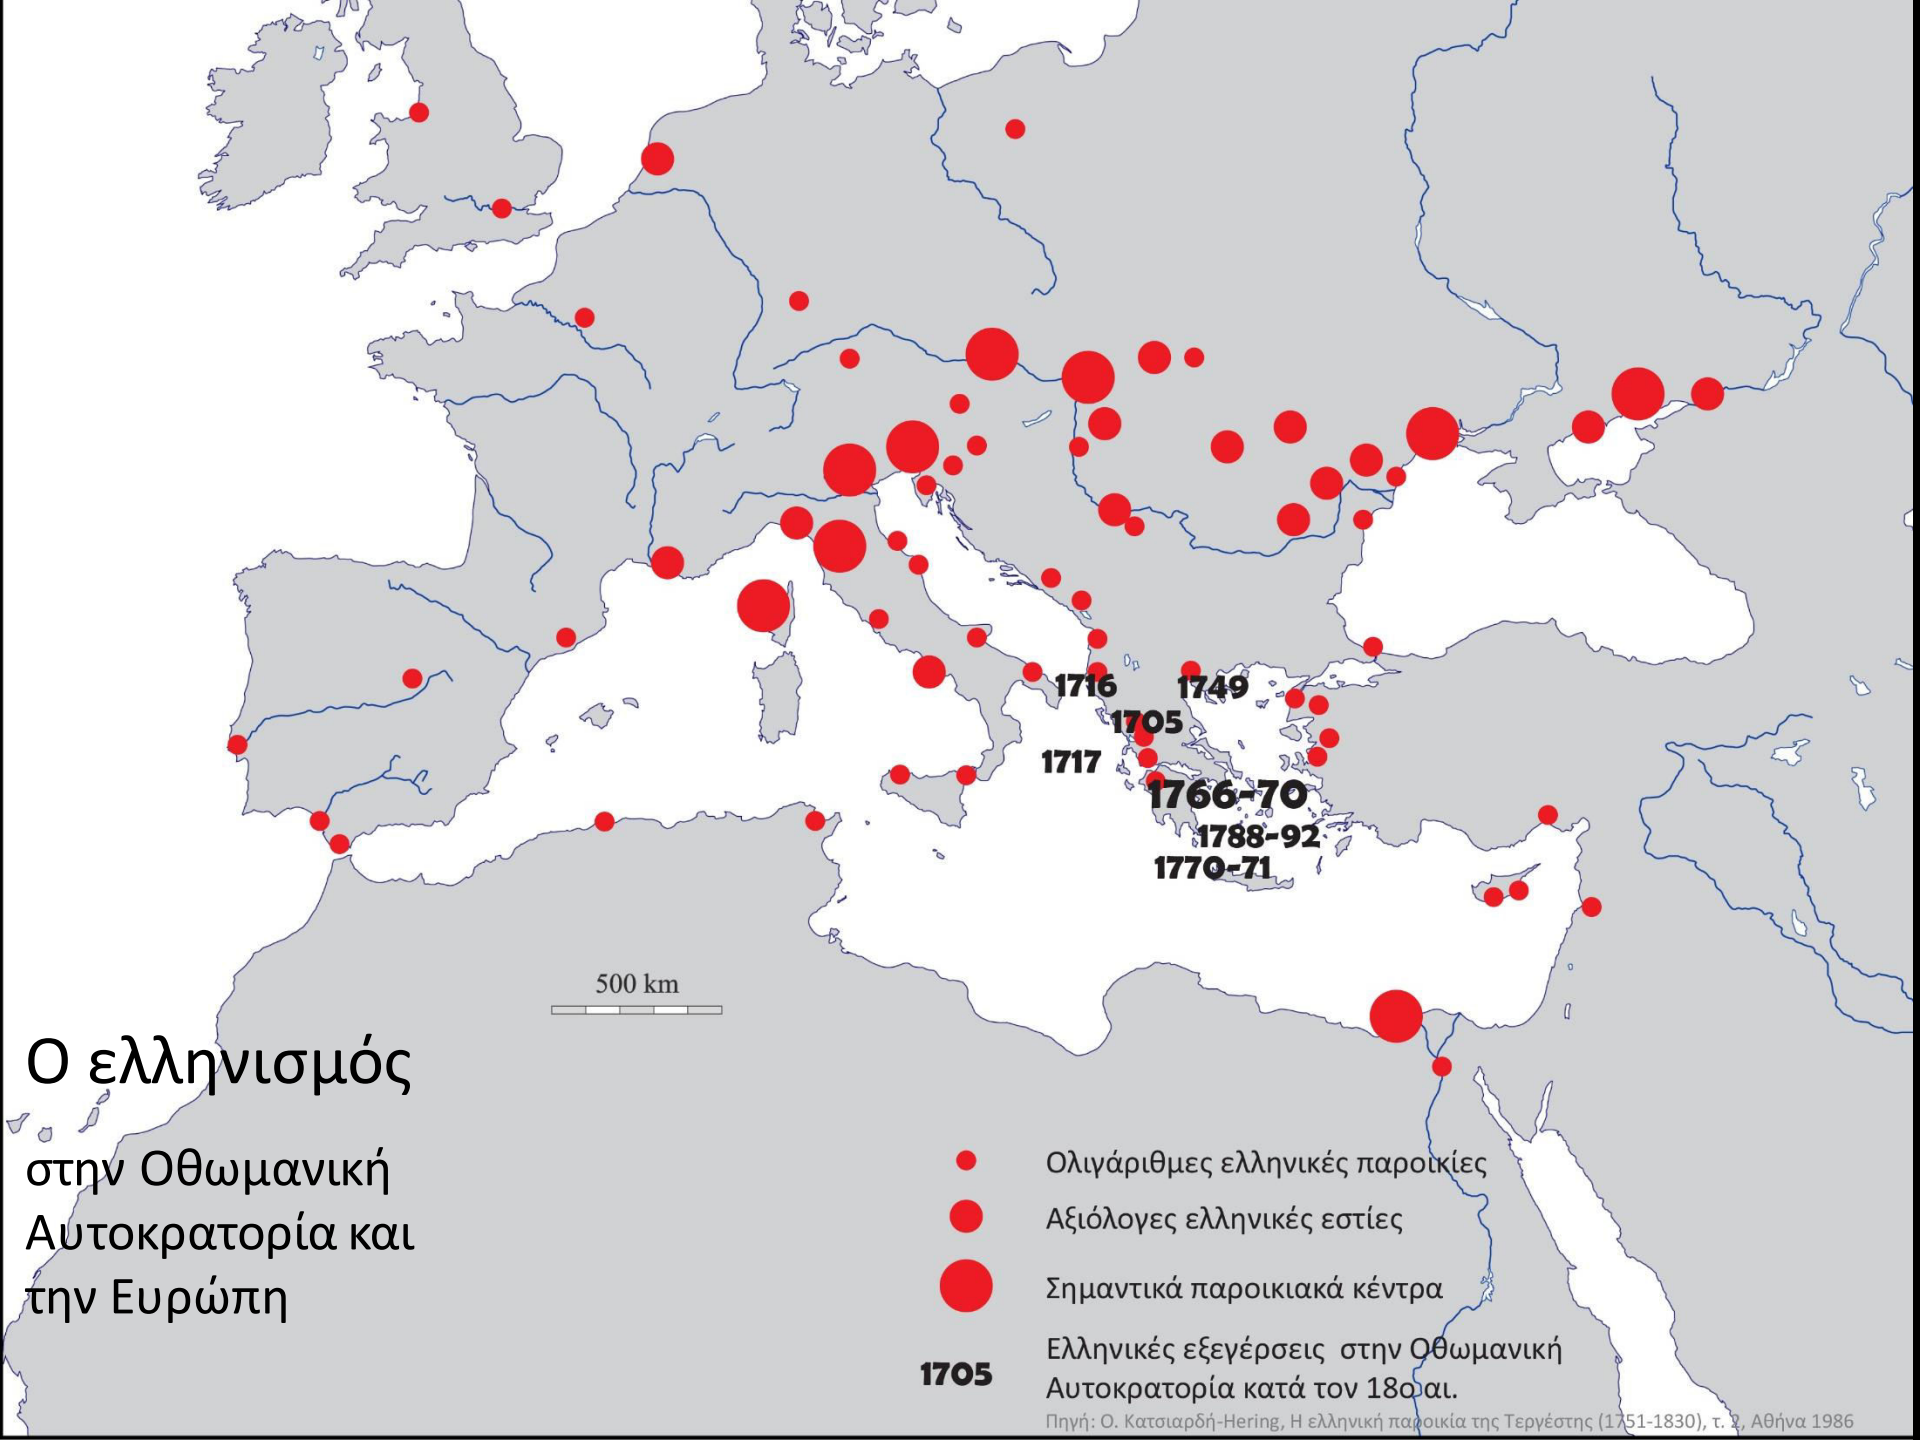 1716
1749
1705
1717
1766-70
1788-92
1770-71
500 km
Ο ελληνισμός
στην Οθωμανική
Αυτοκρατορία και
την Ευρώπη
Ολιγάριθμες ελληνικές παροικίες
Αξιόλογες ελληνικές εστίες
Σημαντικά παροικιακά κέντρα
1705
Ελληνικές εξεγέρσεις στην Οθωμανική
Αυτοκρατορία κατά τον 18ο αι.
Πηγή: Ο. Κατσιαρδή-Hering, Η ελληνική παροικία της Τεργέστης (1751-1830), τ. 2, Αθήνα 1986